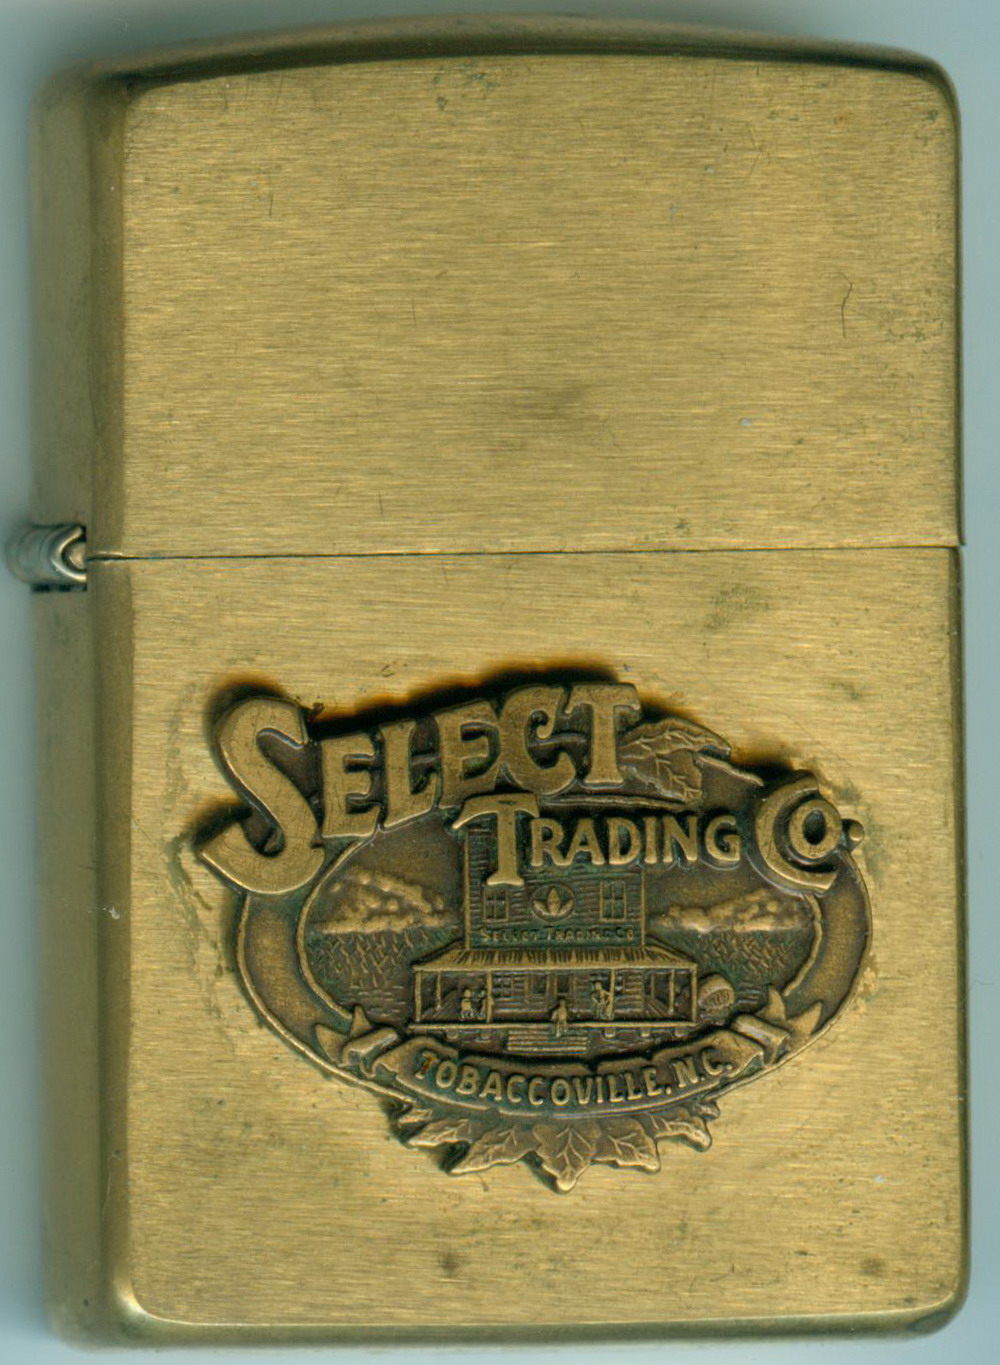 SELECT
TRADING CO.
SELECT TRADING CO
TOBACCOVILLE, N.C.